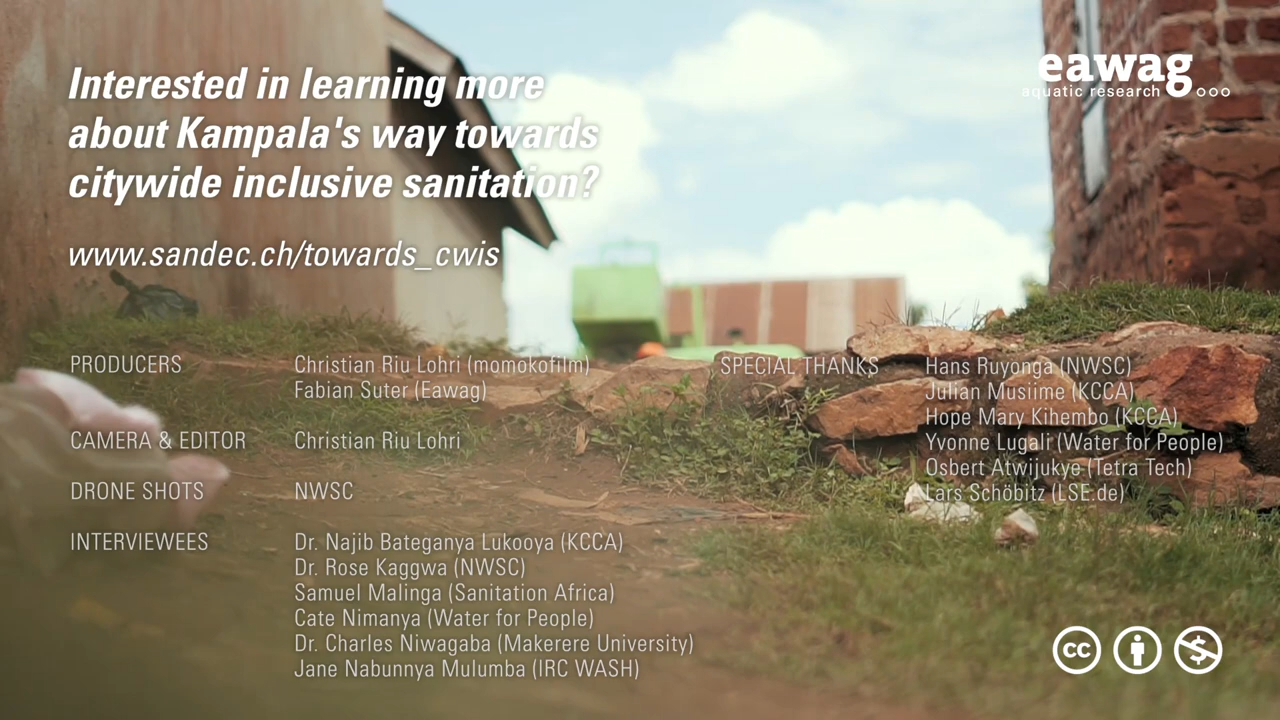 Interested in learning more
about Kampala's way towards
citywide inclusive sanitation?
www.sandec.ch/towards_cwis
eawag
aquatic research
PRODUCERS
Christian Riu Lohri (momokofilm)
Fabian Suter (Eawag)
CAMERA & EDITOR
Christian Riu Lohri
DRONE SHOTS
NWSC
INTERVIEWEES
Dr. Najib Bateganya Lukooya (KCCA)
Dr. Rose Kaggwa (NWSC)
Samuel Malinga (Sanitation Africa)
Cate Nimanya (Water for People)
Dr. Charles Niwagaba (Makerere University)
Jane Nabunnya Mulumba (IRC WASH)
SPECIAL THANKS
Hans Ruyonga (NWSC)
Julian Musiime (KCCA)
Hope Mary Kihembo (KCCA)
Yvonne Lugali (Water for People)
Osbert Atwijukye (Tetra Tech)
Lars Schöbitz (LSE.de)
cc